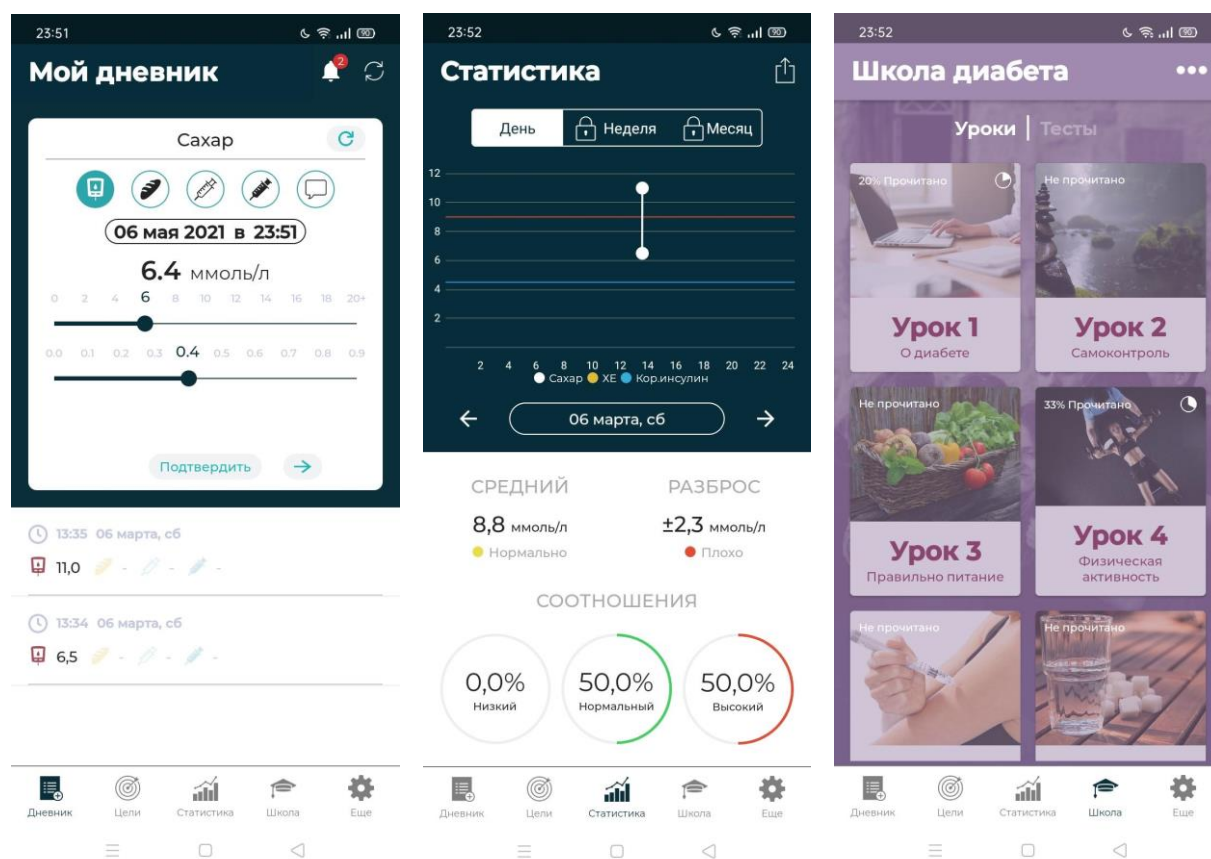 23:51
90
Мой дневник
2
Сахар
06 мая 2021 в 23:51
6.4 ммоль/л
0 2 4 6 8 10 12 14 16 18 20+
0.0 0.1 0.2 0.3 0.4 0.5 0.6 0.7 0.8 0.9
Подтвердить
13:35 06 марта, сб
11,0 - - -
13:34 06 марта, сб
6,5 - - -
Дневник Цели Статистика Школа Еще
23:52
90
Статистика
День Неделя Месяц
12
10
8
6
4
2
2 4 6 8 10 12 14 16 18 20 22 24
Сахар ХЕ Кор.инсулин
06 марта, сб
СРЕДНИЙ РАЗБРОС
8,8 ммоль/л ±2,3 ммоль/л
Нормально Плохо
СООТНОШЕНИЯ
0,0% 50,0% 50,0%
Низкий Нормальный Высокий
Дневник Цели Статистика Школа Еще
23:52
90
Школа диабета
Уроки | Тесты
20% Прочитано Не прочитано
Урок 1 Урок 2
О диабете Самоконтроль
Не прочитано 33% Прочитано
Урок 3 Урок 4
Правильно питание Физическая
активность
Не прочитано Не прочитано
Дневник Цели Статистика Школа Еще